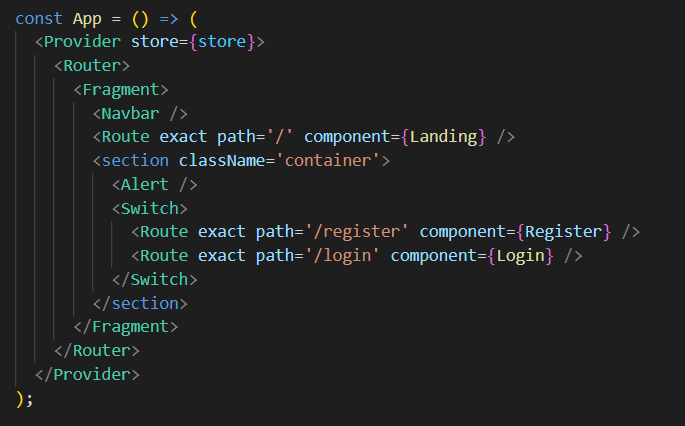 const App = () => (
<Provider store={store}>
<Router>
<Fragment>
<Navbar />
<Route exact path='/' component={Landing} />
<section className='container'>
<Alert />
<Switch>
<Route exact path='/register' component={Register} />
<Route exact path='/login' component={Login} />
</Switch>
</section>
</Fragment>
</Router>
</Provider>
);